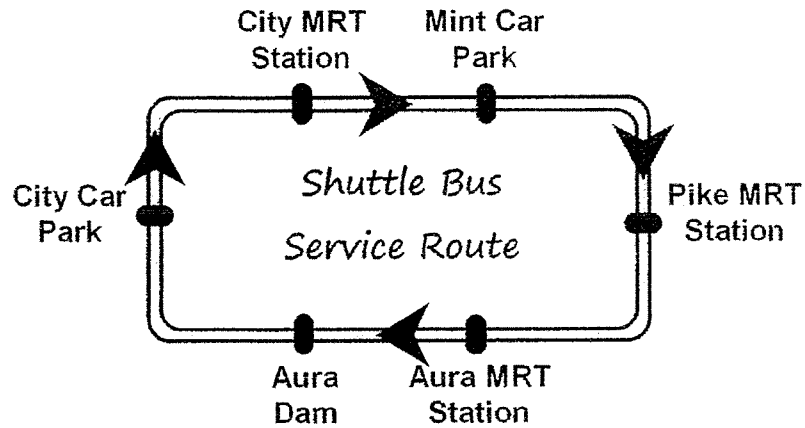 City MRT
Station
Mint Car
Park
City Car
Park
Shuttle Bus
Service Route
Pike MRT
Station
Aura
Dam
Aura MRT
Station